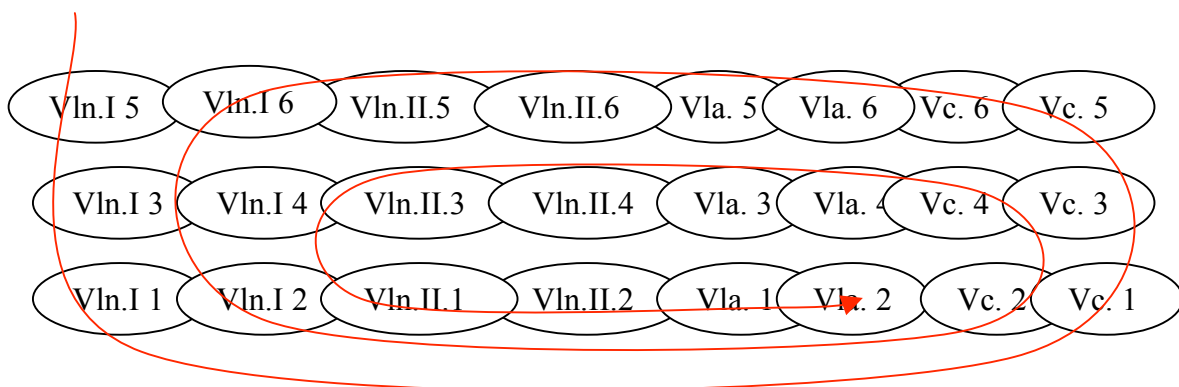 Vln.I 5 Vln.I 6 Vln.II.5 Vln.II.6 Vla. 5 Vla. 6 Vc. 6 Vc. 5
Vln.I 3 Vln.I 4 Vln.II.3 Vln.II.4 Vla. 3 Vla. 4 Vc. 4 Vc. 3
Vln.I 1 Vln.I 2 Vln.II.1 Vln.II.2 Vla. 1 Vla. 2 Vc. 2 Vc. 1